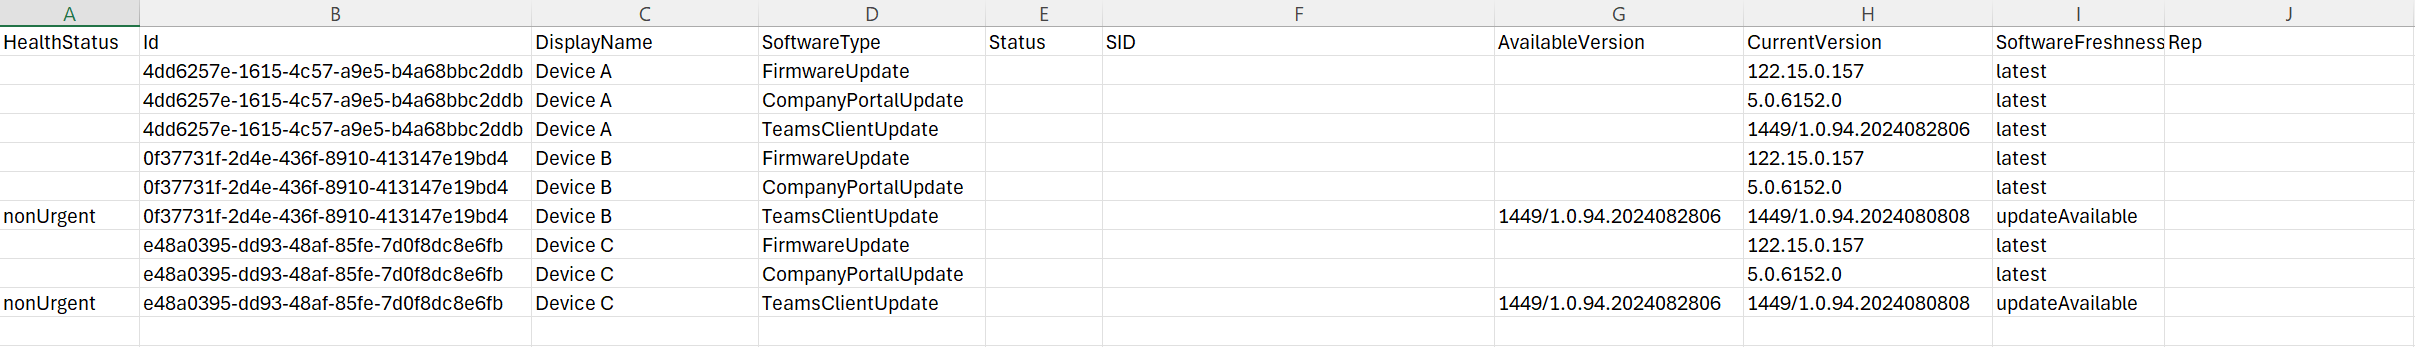 A B C D E F G H I J
HealthStatus Id DisplayName SoftwareType Status SID AvailableVersion CurrentVersion SoftwareFreshness Rep
4dd6257e-1615-4c57-a9e5-b4a68bbc2ddb Device A FirmwareUpdate 122.15.0.157 latest
4dd6257e-1615-4c57-a9e5-b4a68bbc2ddb Device A CompanyPortalUpdate 5.0.6152.0 latest
4dd6257e-1615-4c57-a9e5-b4a68bbc2ddb Device A TeamsClientUpdate 1449/1.0.94.2024082806 latest
0f37731f-2d4e-436f-8910-413147e19bd4 Device B FirmwareUpdate 122.15.0.157 latest
0f37731f-2d4e-436f-8910-413147e19bd4 Device B CompanyPortalUpdate 5.0.6152.0 latest
nonUrgent 0f37731f-2d4e-436f-8910-413147e19bd4 Device B TeamsClientUpdate 1449/1.0.94.2024082806 1449/1.0.94.2024080808 updateAvailable
e48a0395-dd93-48af-85fe-7d0f8dc8e6fb Device C FirmwareUpdate 122.15.0.157 latest
e48a0395-dd93-48af-85fe-7d0f8dc8e6fb Device C CompanyPortalUpdate 5.0.6152.0 latest
nonUrgent e48a0395-dd93-48af-85fe-7d0f8dc8e6fb Device C TeamsClientUpdate 1449/1.0.94.2024082806 1449/1.0.94.2024080808 updateAvailable